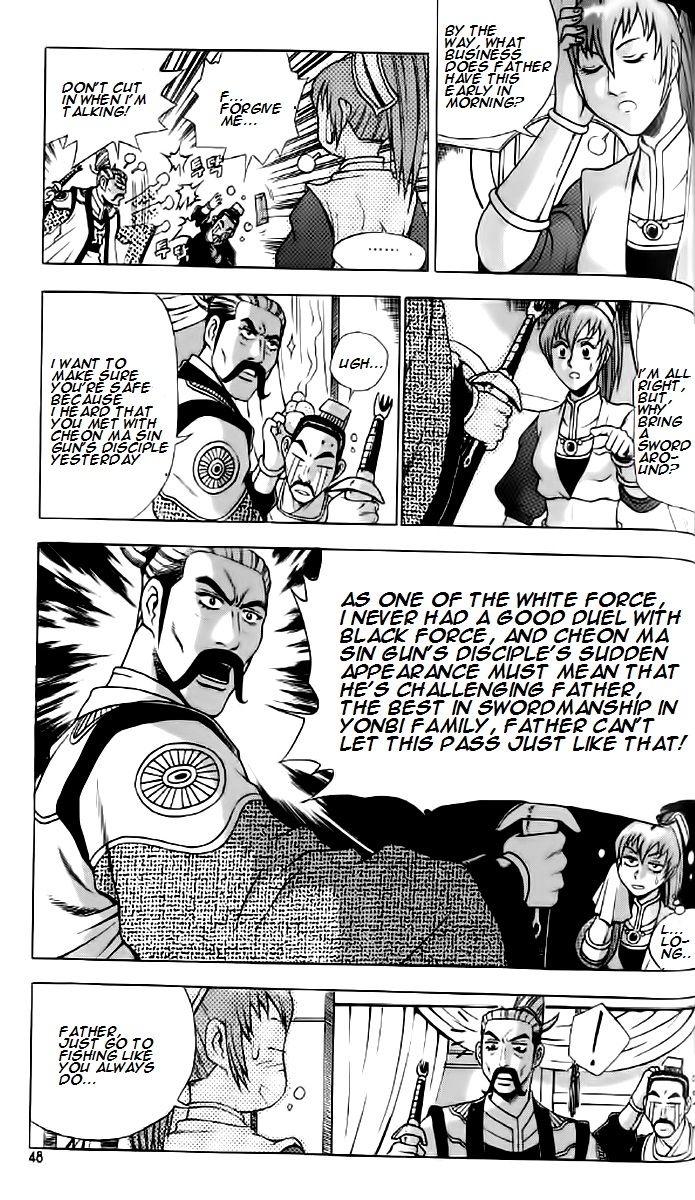 DON'T CUT
IN WHEN I'M
TALKING!
F...
FORGIVE
ME...
......
BY THE
WAY, WHAT
BUSINESS
DOES FATHER
HAVE THIS
EARLY IN
MORNING?
I WANT TO
MAKE SURE
YOU'RE SAFE
BECAUSE
I HEARD THAT
YOU MET WITH
CHEON MA SIN
GUN'S DISCIPLE
YESTERDAY
UGH...
I'M ALL
RIGHT,
BUT,
WHY
BRING
A
SWORD
ARO-
UND?
AS ONE OF THE WHITE FORCE,
I NEVER HAD A GOOD DUEL WITH
BLACK FORCE, AND CHEON MA
SIN GUN'S DISCIPLE'S SUDDEN
APPEARANCE MUST MEAN THAT
HE'S CHALLENGING FATHER,
THE BEST IN SWORDMANSHIP IN
YONBI FAMILY, FATHER CAN'T
LET THIS PASS JUST LIKE THAT!
L...
LO-
NG..
FATHER,
JUST GO TO
FISHING LIKE
YOU ALWAYS
DO...
!
48